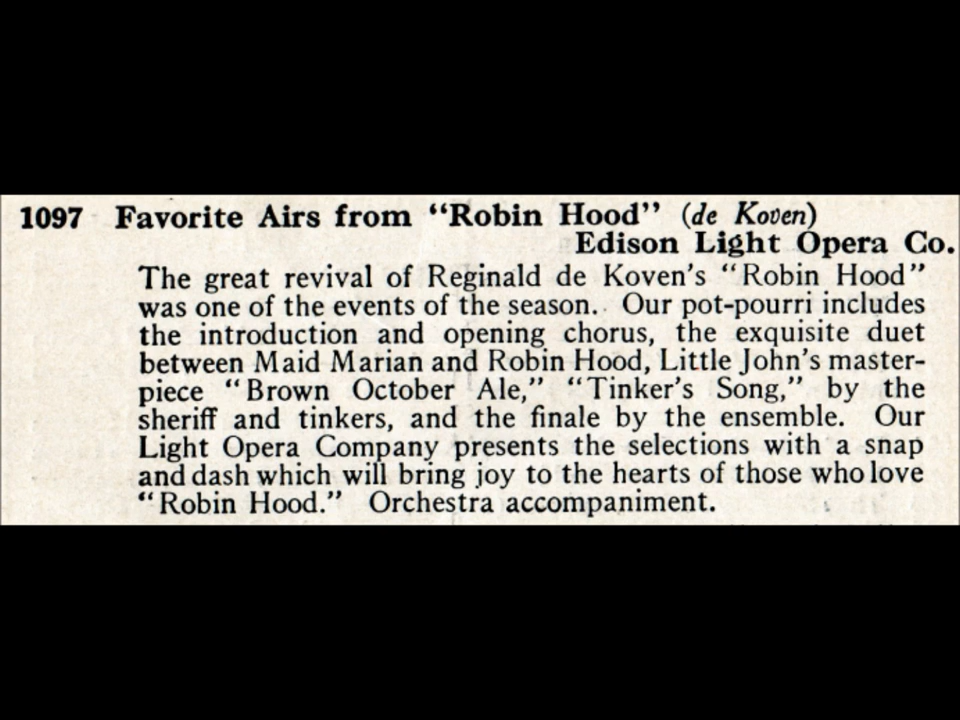 1097 Favorite Airs from “Robin Hood” (de Koven)
Edison Light Opera Co.
The great revival of Reginald de Koven’s “Robin Hood”
was one of the events of the season. Our pot-pourri includes
the introduction and opening chorus, the exquisite duet
between Maid Marian and Robin Hood, Little John’s master-
piece “Brown October Ale,” “Tinker’s Song,” by the
sheriff and tinkers, and the finale by the ensemble. Our
Light Opera Company presents the selections with a snap
and dash which will bring joy to the hearts of those who love
“Robin Hood.” Orchestra accompaniment.